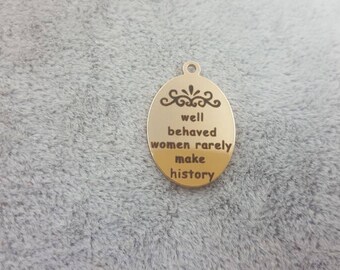 well
behaved
women rarely
make
history